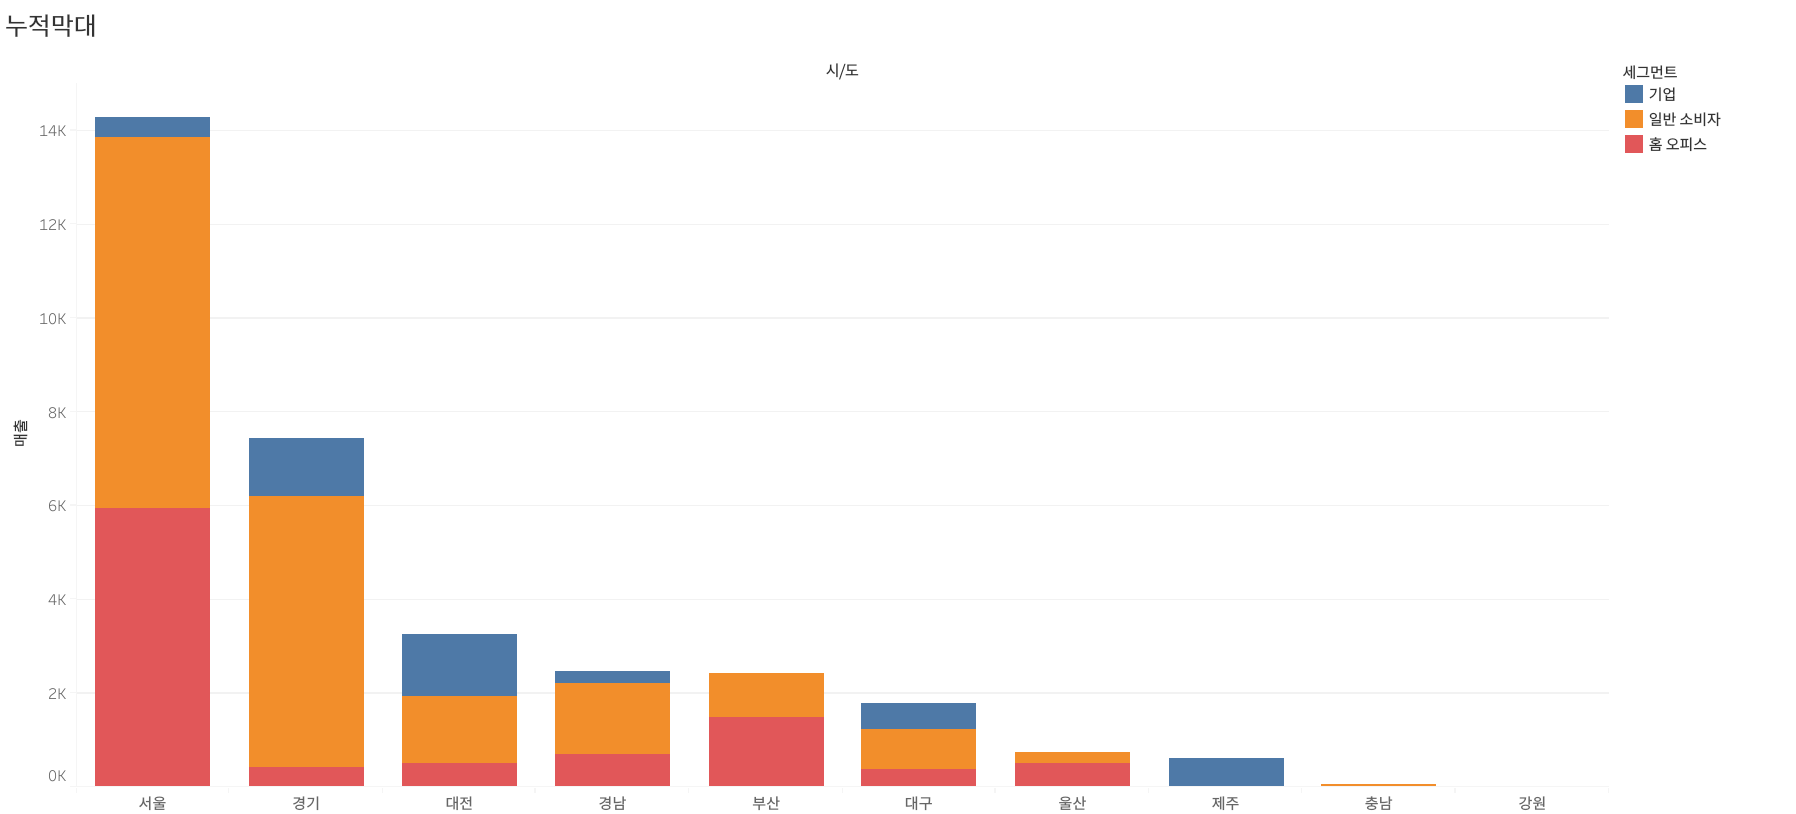 누적막대
시/도
세그먼트
기업
일반 소비자
홈 오피스
매출
14K
12K
10K
8K
6K
4K
2K
0K
서울 경기 대전 경남 부산 대구 울산 제주 충남 강원